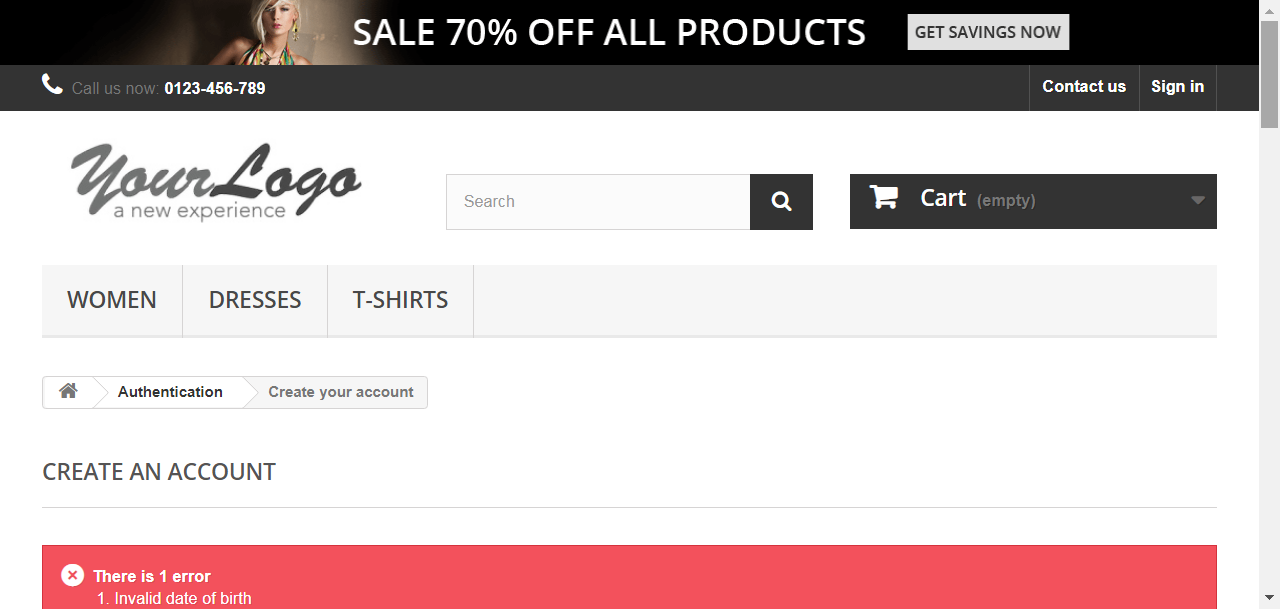 SALE 70% OFF ALL PRODUCTS GET SAVINGS NOW
Call us now: 0123-456-789 Contact us Sign in
YourLogo
a new experience
Search
Cart (empty)
WOMEN DRESSES T-SHIRTS
Authentication Create your account
CREATE AN ACCOUNT
There is 1 error
1. Invalid date of birth